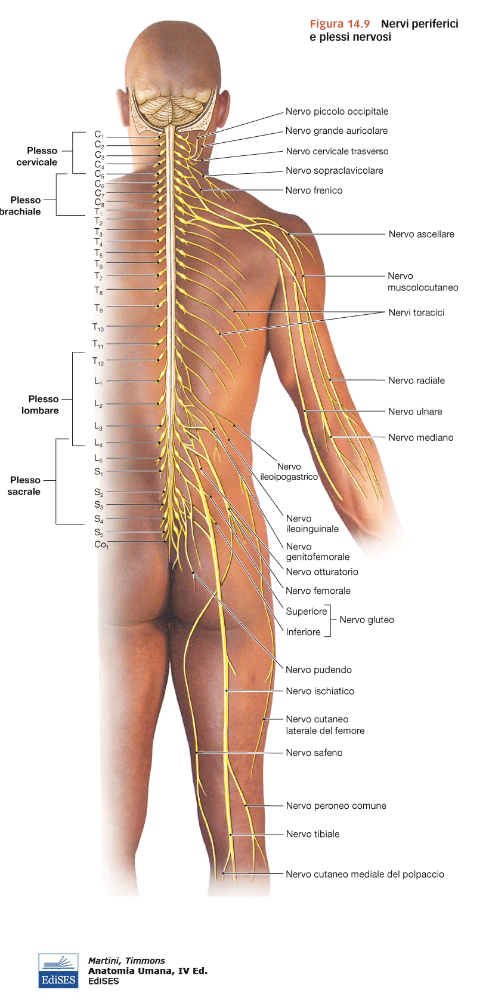 Figura 14.9 Nervi periferici
e plessi nervosi
Nervo piccolo occipitale
Nervo grande auricolare
Nervo cervicale trasverso
Nervo sopraclavicolare
Nervo frenico
Nervo ascellare
Nervo
muscolocutaneo
Nervi toracici
Nervo radiale
Nervo ulnare
Nervo mediano
Nervo
ileoipogastrico
Nervo
ileoinguinale
Nervo
genitofemorale
Nervo otturatorio
Nervo femorale
Superiore
Inferiore
Nervo gluteo
Nervo pudendo
Nervo ischiatico
Nervo cutaneo
laterale del femore
Nervo safeno
Nervo peroneo comune
Nervo tibiale
Nervo cutaneo mediale del polpaccio
Plesso
cervicale
Plesso
brachiale
Plesso
lombare
Plesso
sacrale
C1
C2
C3
C4
C5
C6
C7
C8
T1
T2
T3
T4
T5
T6
T7
T8
T9
T10
T11
T12
L1
L2
L3
L4
L5
S1
S2
S3
S4
S5
Co1
EdiSES
Martini, Timmons
Anatomia Umana, IV Ed.
EdiSES